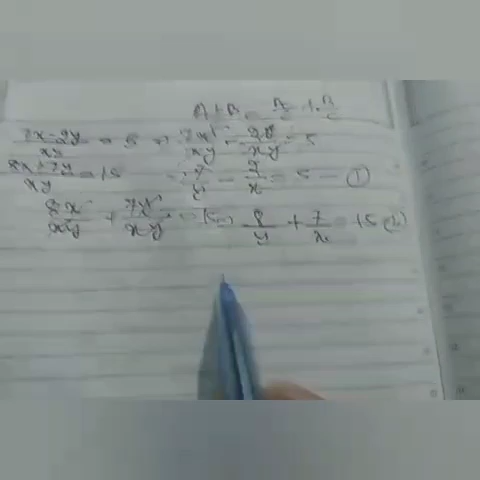 A+B = A/c + B/c
7x-2y/xy = 5 ⇒ 7x/xy - 2y/xy = 5
8x+7y/xy = 15 7/y - 2/x = 5 - ①
8x/xy + 7y/xy = 15 ⇒ 8/y + 7/x = 15 ②